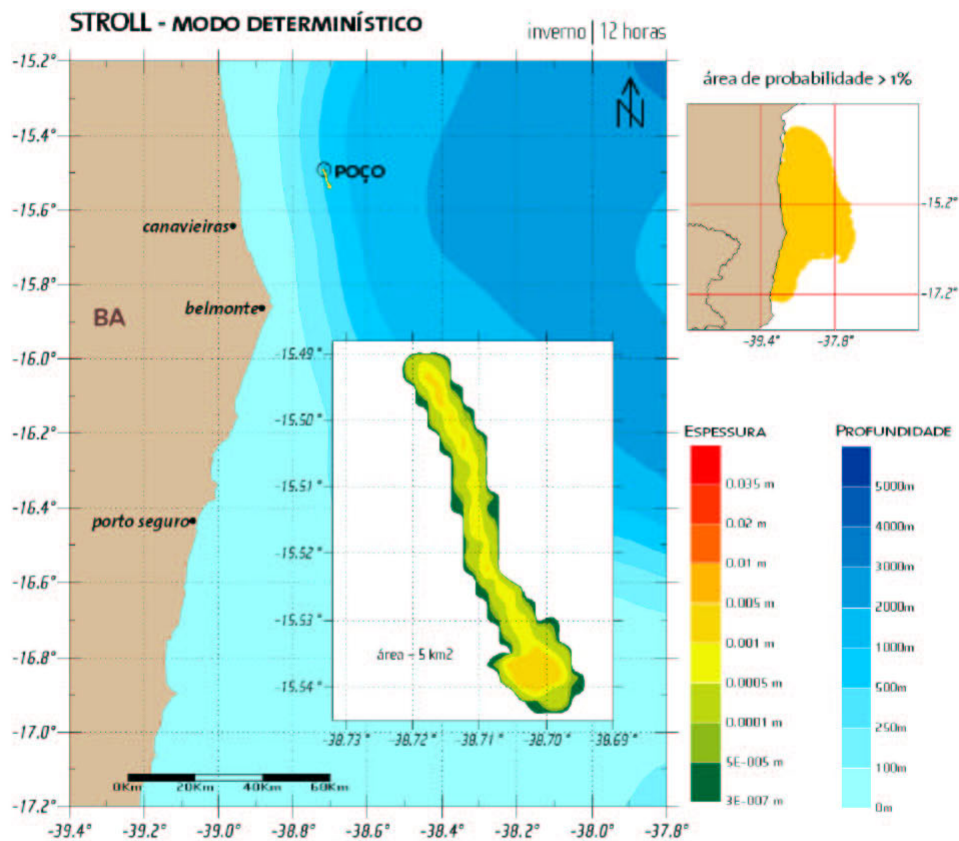 STROLL - MODO DETERMINÍSTICO
inverno | 12 horas
-15.2°
-15.4°
-15.6°
-15.8°
-16.0°
-16.2°
-16.4°
-16.6°
-16.8°
-17.0°
-17.2°
-39.4°
-39.2°
-39.0°
-38.8°
-38.6°
-38.4°
-38.2°
-38.0°
-37.8°
N
POÇO
canavieiras
belmonte
BA
porto seguro
0Km
20Km
40Km
60Km
-15.49°
-15.50°
-15.51°
-15.52°
-15.53°
-15.54°
área ~ 5 km2
-38.73°
-38.72°
-38.71°
-38.70°
-38.69°
área de probabilidade > 1%
-15.2°
-17.2°
-39.4°
-37.8°
ESPESSURA
0.035 m
0.02 m
0.01 m
0.005 m
0.001 m
0.0005 m
0.0001 m
5E-005 m
3E-007 m
PROFUNDIDADE
5000m
4000m
3000m
2000m
1000m
500m
250m
100m
0m